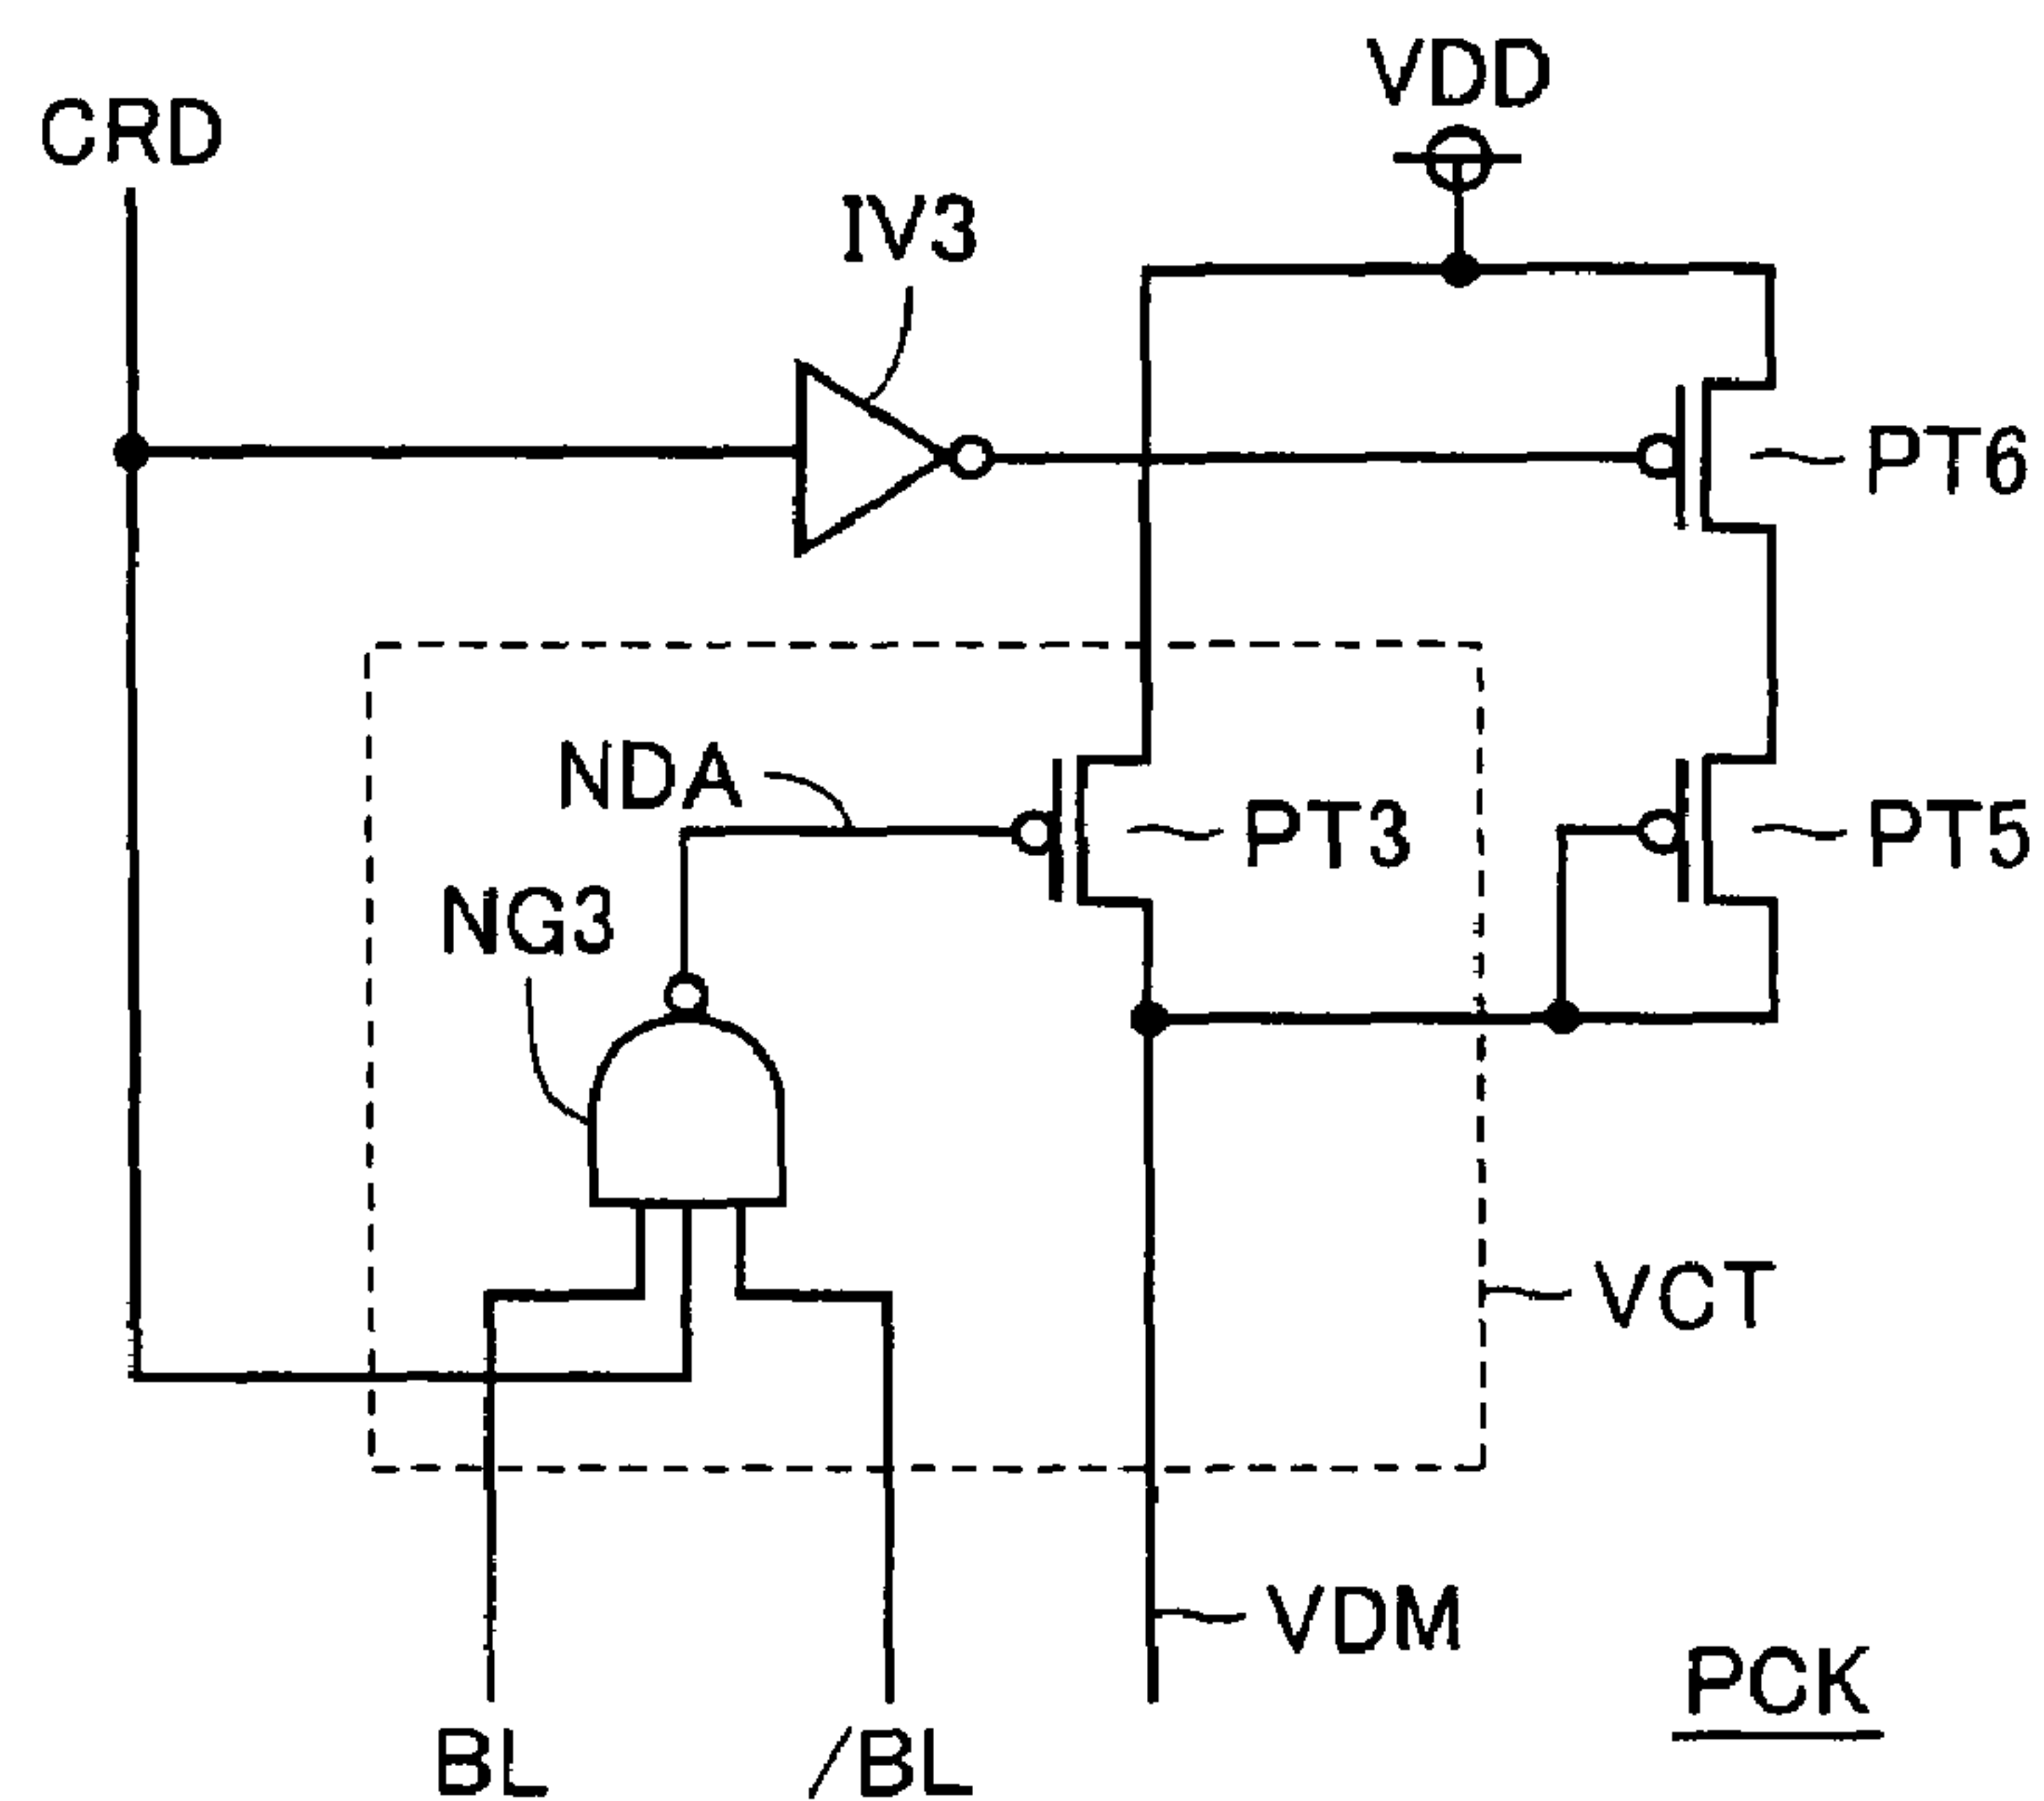 VDD
CRD
IV3
PT6
NDA
PT3
PT5
NG3
VCT
VDM
PCK
BL
/BL